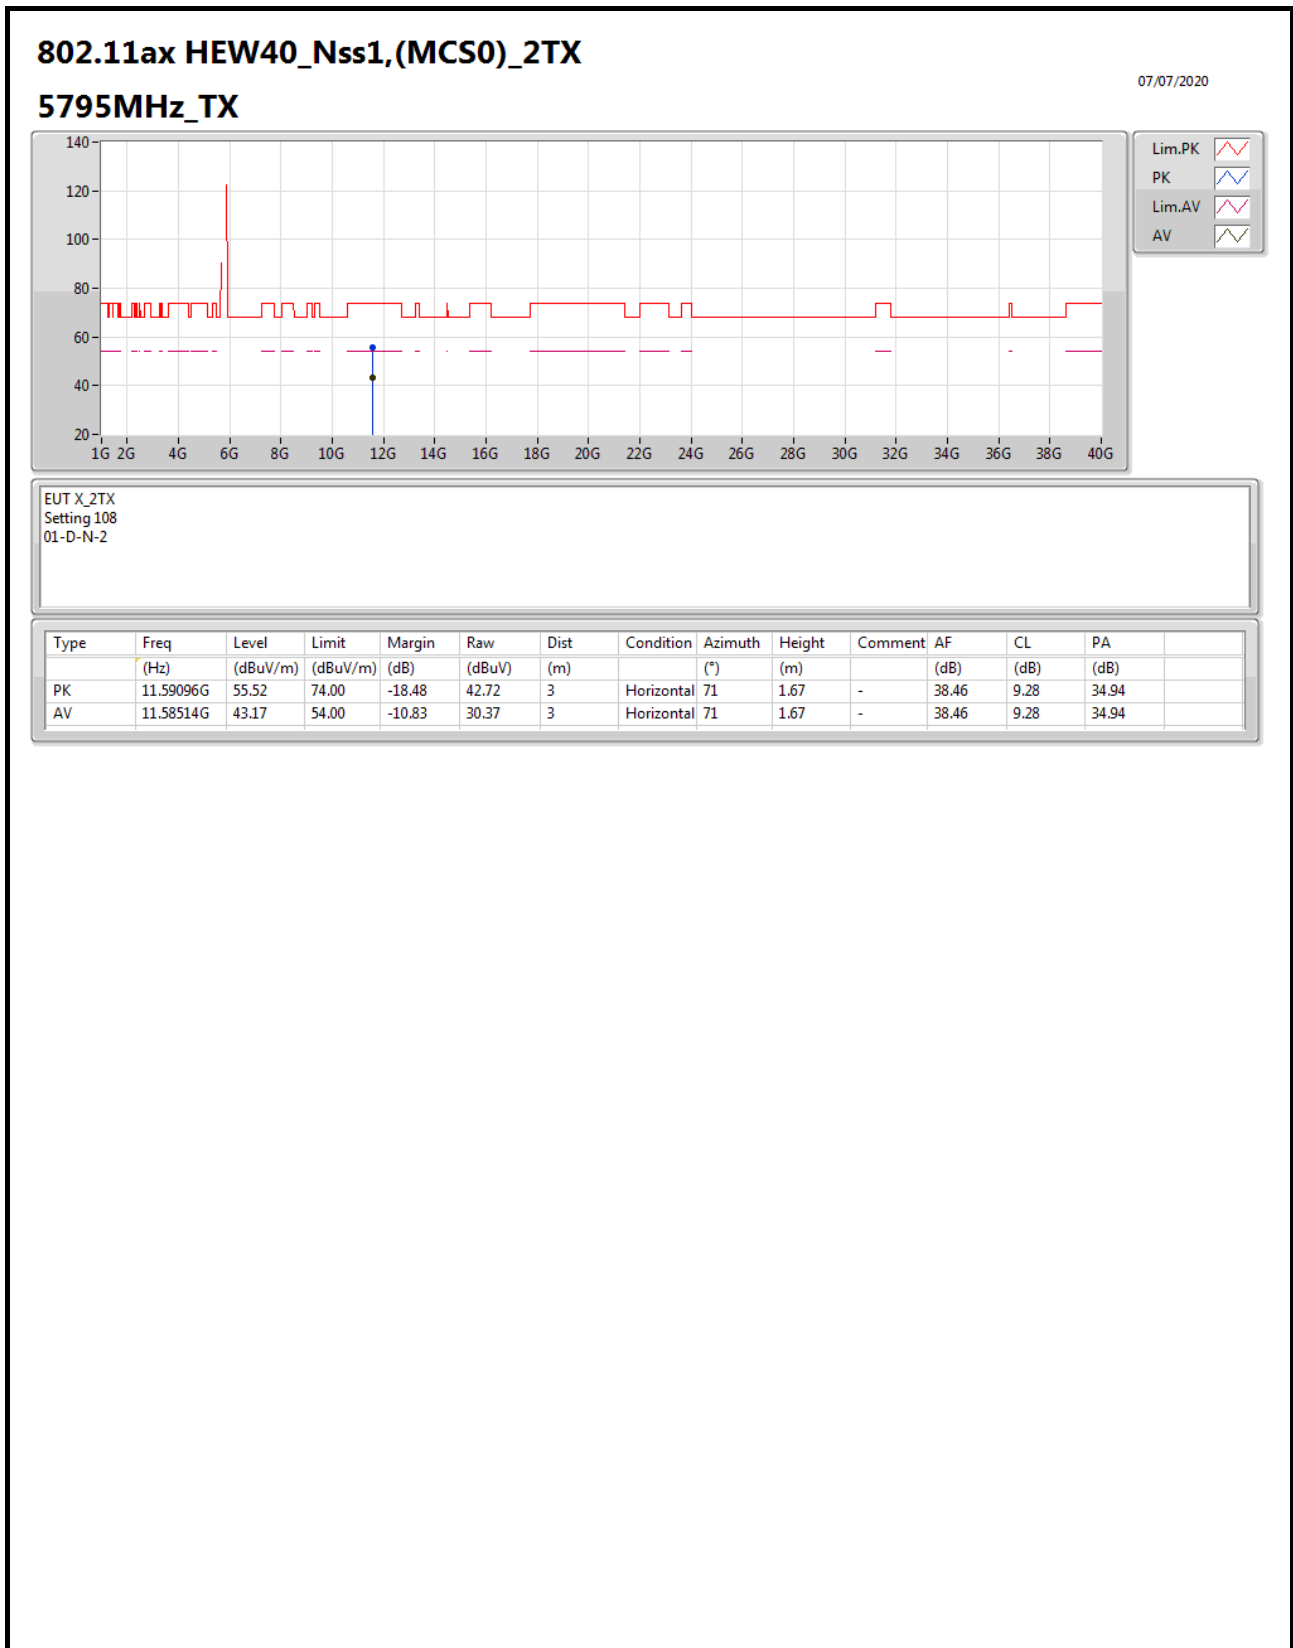 802.11ax HEW40_Nss1,(MCS0)_2TX
07/07/2020
5795MHz_TX
140
120
100
80
60
40
20
1G 2G 4G 6G 8G 10G 12G 14G 16G 18G 20G 22G 24G 26G 28G 30G 32G 34G 36G 38G 40G
Lim.PK
PK
Lim.AV
AV
EUT X_2TX
Setting 108
01-D-N-2
Type Freq Level Limit Margin Raw Dist Condition Azimuth Height Comment AF CL PA
(Hz) (dBuV/m) (dBuV/m) (dB) (dBuV) (m) (°) (m) (dB) (dB) (dB)
PK 11.59096G 55.52 74.00 -18.48 42.72 3 Horizontal 71 1.67 - 38.46 9.28 34.94
AV 11.58514G 43.17 54.00 -10.83 30.37 3 Horizontal 71 1.67 - 38.46 9.28 34.94